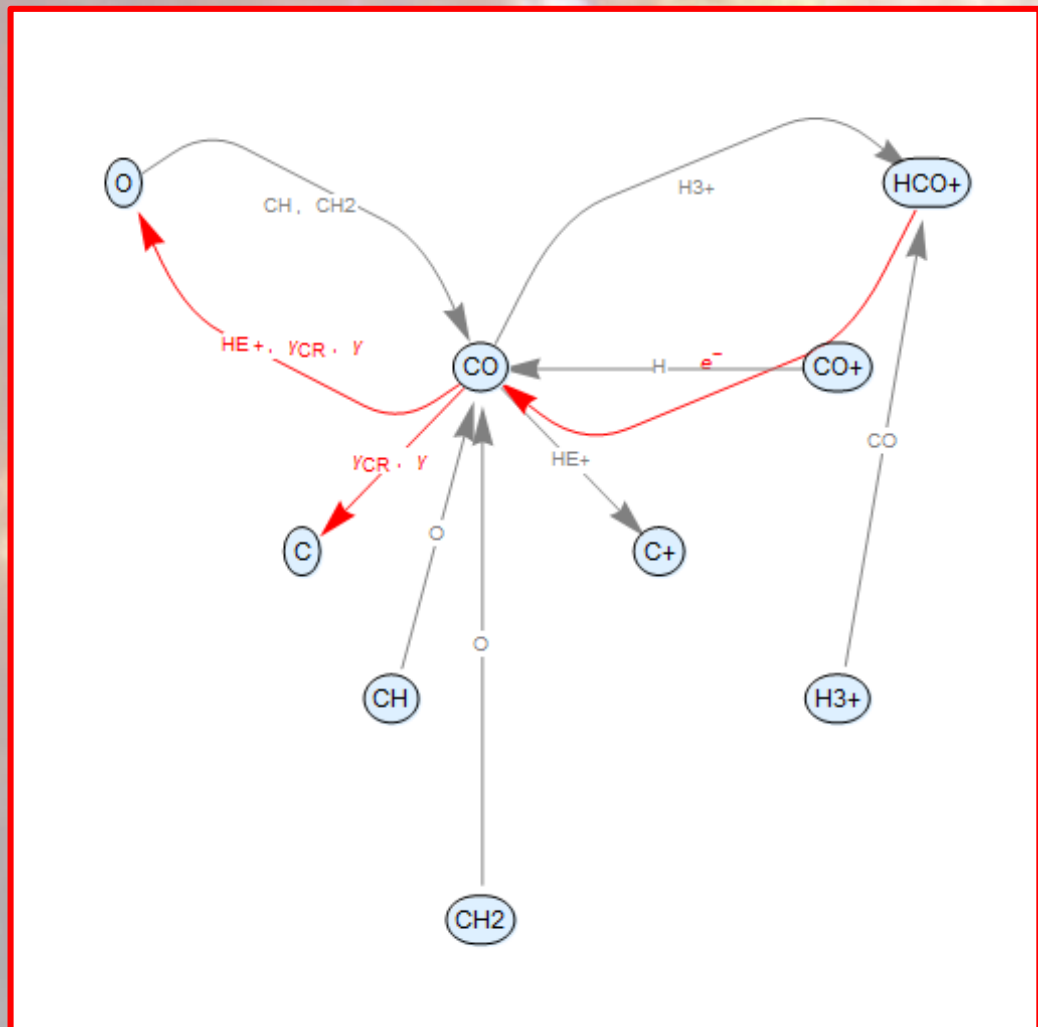 O
HCO+
CH, CH2
H3+
HE+, γCR, γ
CO
H
e−
CO+
γCR, γ
HE+
CO
O
C
C+
O
CH
H3+
CH2